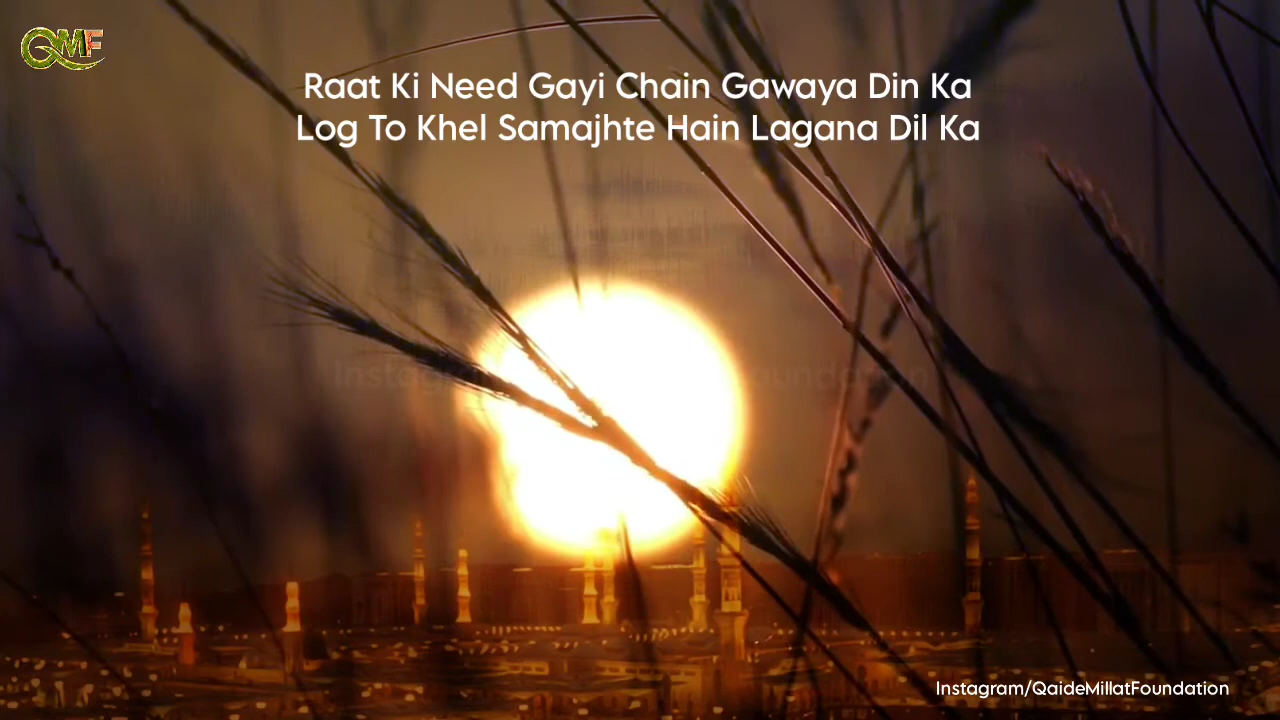 QMF
Raat Ki Need Gayi Chain Gawaya Din Ka
Log To Khel Samajhte Hain Lagana Dil Ka
Instagram/QaideMillatFoundation